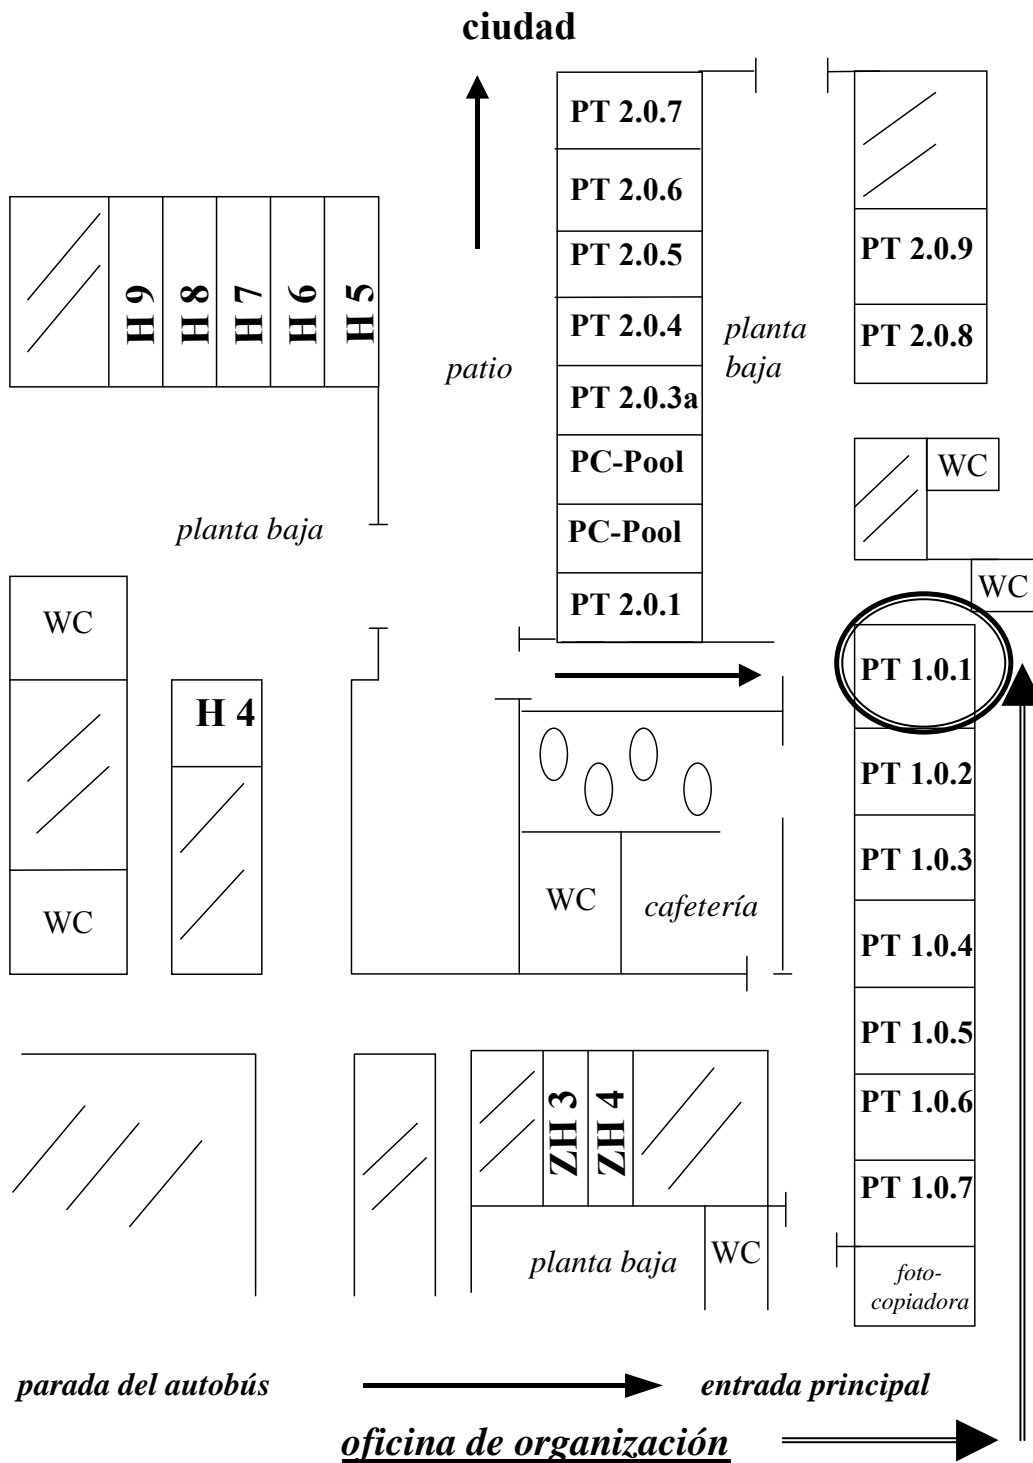 ciudad
PT 2.0.7
PT 2.0.6
PT 2.0.5
PT 2.0.4
PT 2.0.3a
PC-Pool
PC-Pool
PT 2.0.1
planta
baja
PT 2.0.9
PT 2.0.8
H 9
H 8
H 7
H 6
H 5
patio
planta baja
WC
WC
WC
H 4
WC
PT 1.0.1
PT 1.0.2
PT 1.0.3
PT 1.0.4
PT 1.0.5
PT 1.0.6
PT 1.0.7
foto-
copiadora
WC
cafetería
ZH 3
ZH 4
planta baja
WC
parada del autobús
entrada principal
oficina de organización